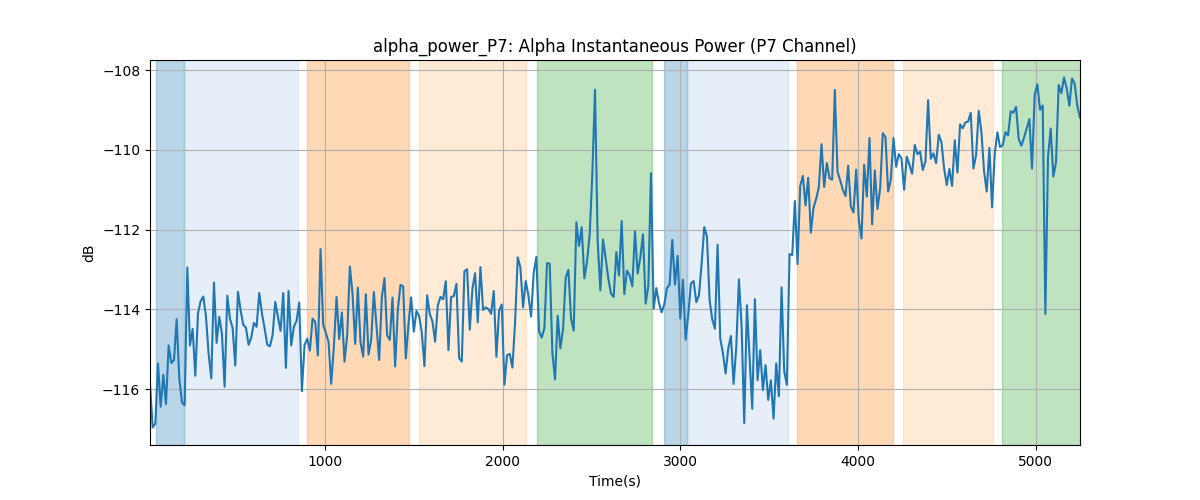 alpha_power_P7: Alpha Instantaneous Power (P7 Channel)
−108
−110
−112
−114
−116
dB
1000 2000 3000 4000 5000
Time(s)